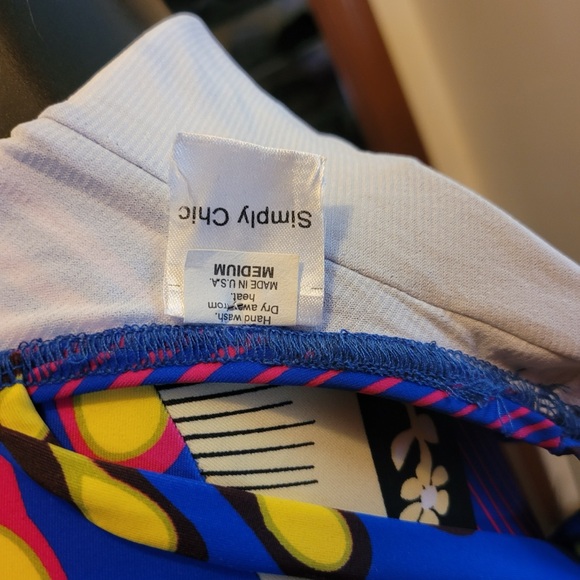 Simply Chic
MEDIUM
MADE IN U.S.A.
Hand wash.
Dry away from
heat.